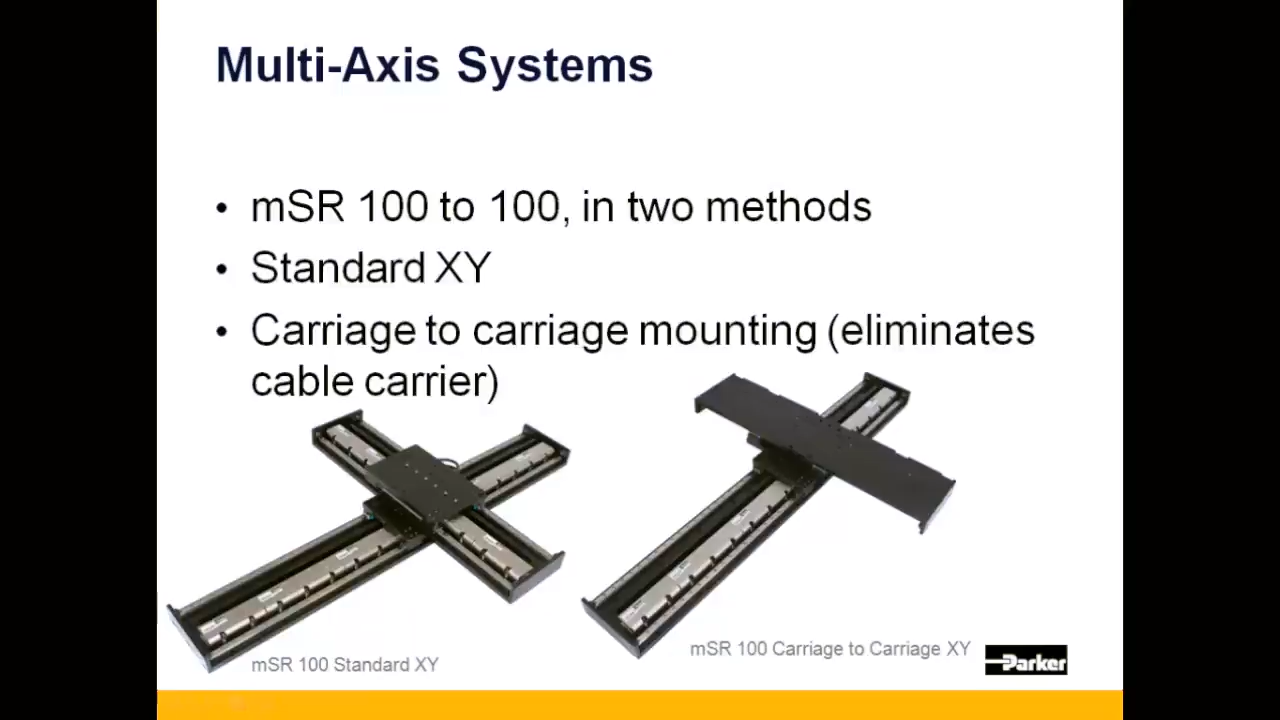 Multi-Axis Systems
• mSR 100 to 100, in two methods
• Standard XY
• Carriage to carriage mounting (eliminates
cable carrier)
mSR 100 Standard XY
mSR 100 Carriage to Carriage XY
Parker